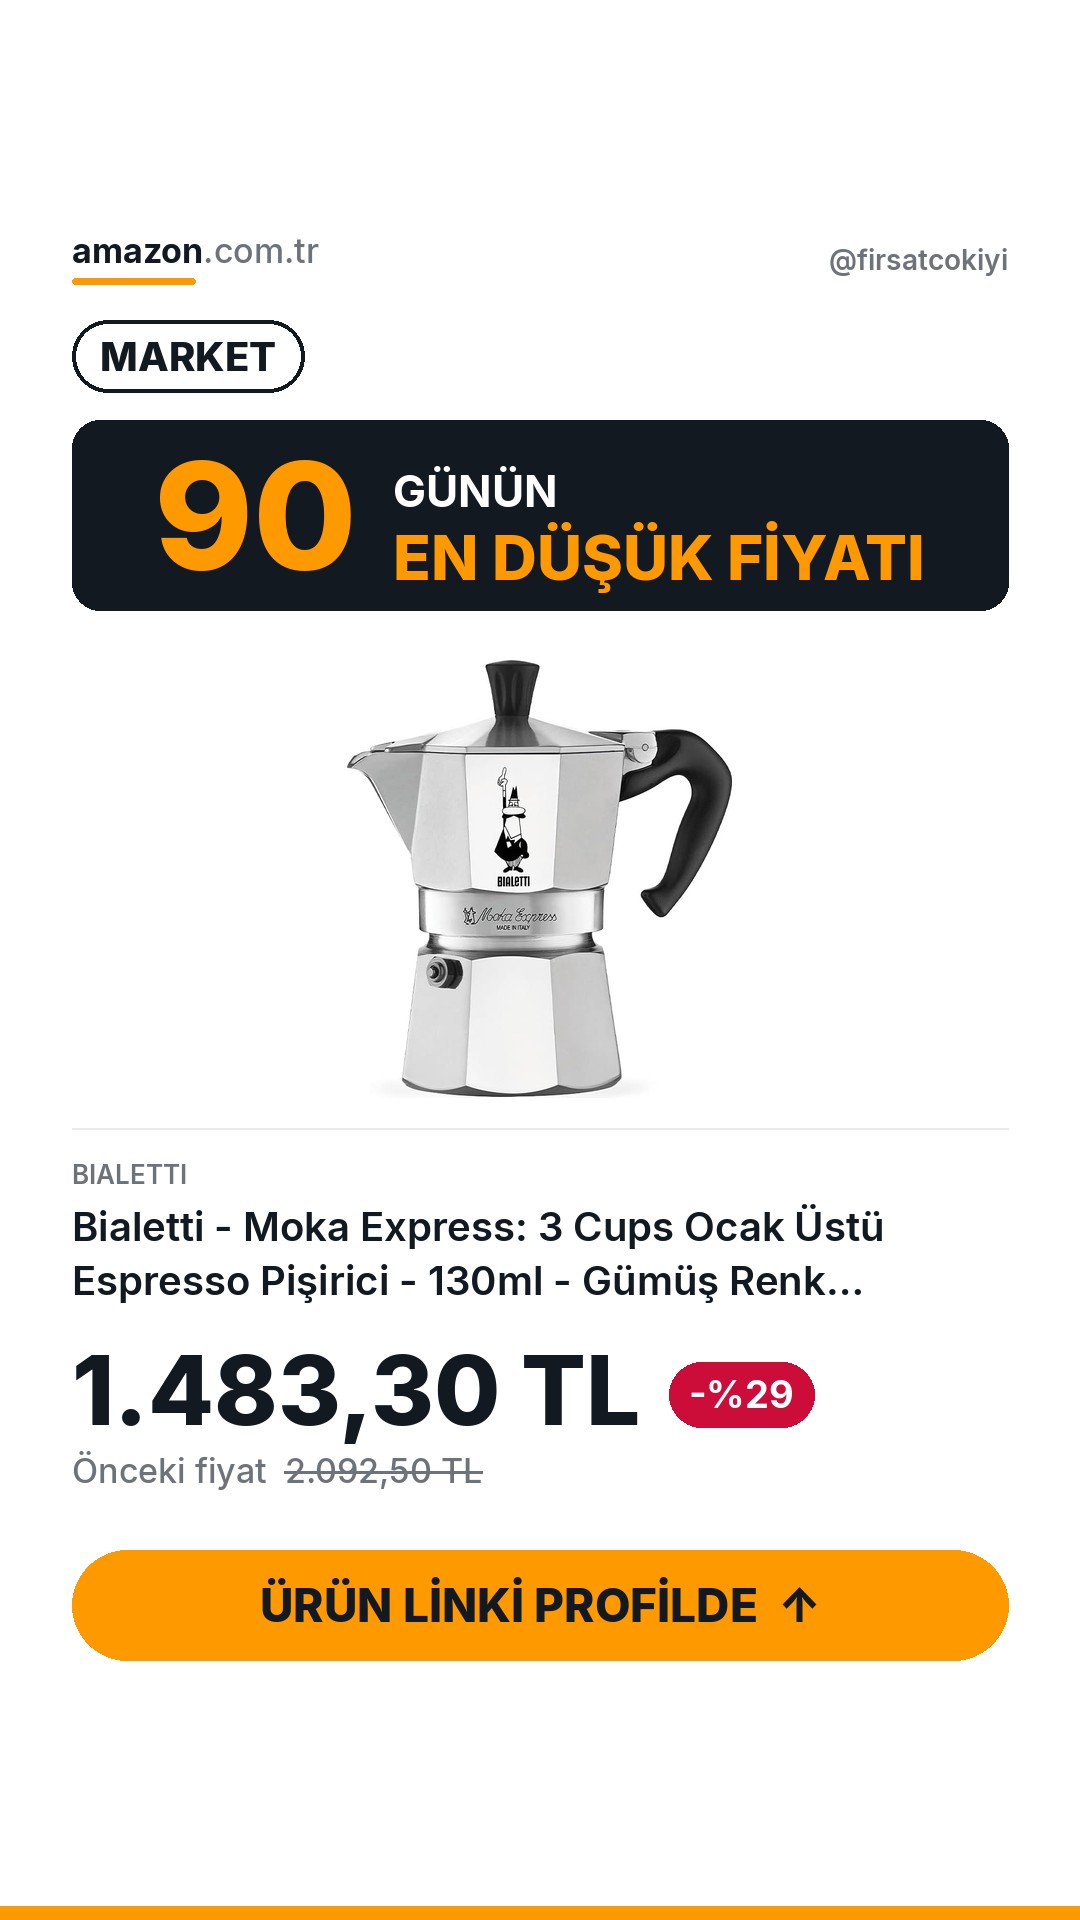 amazon.com.tr
@firsatcokiyi
MARKET
90 GÜNÜN
EN DÜŞÜK FİYATI
BIALETTI
Moka Express
MADE IN ITALY
BIALETTI
Bialetti - Moka Express: 3 Cups Ocak Üstü
Espresso Pişirici - 130ml - Gümüş Renk...
1.483,30 TL -%29
Önceki fiyat 2.092,50 TL
ÜRÜN LİNKİ PROFİLDE ↑